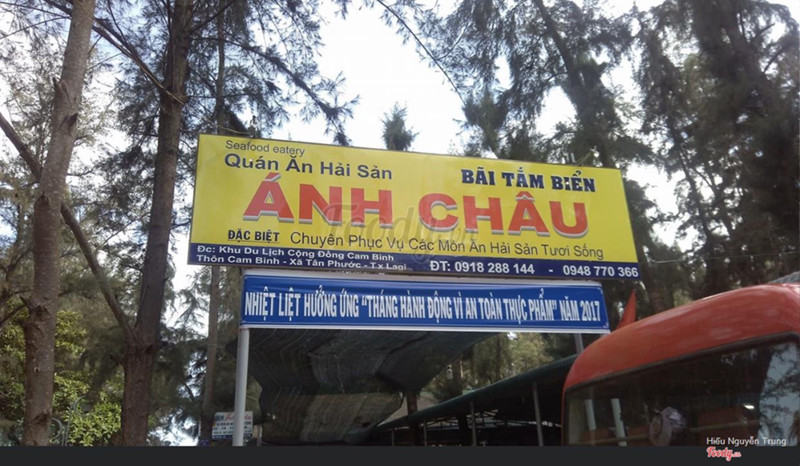 Seafood eatery
Quán Ăn Hải Sản
BÃI TẮM BIỂN
ÁNH CHÂU
ĐẶC BIỆT Chuyên Phục Vụ Các Món Ăn Hải Sản Tươi Sống
Đc: Khu Du Lịch Cộng Đồng Cam Bình
Thôn Cam Bình - Xã Tân Phước - Tx Lagi
ĐT: 0918 288 144 - 0948 770 366
NHIỆT LIỆT HƯỞNG ỨNG "THÁNG HÀNH ĐỘNG VÌ AN TOÀN THỰC PHẨM" NĂM 2017
Foody.vn
Hiếu Nguyễn Trung
Foody.vn